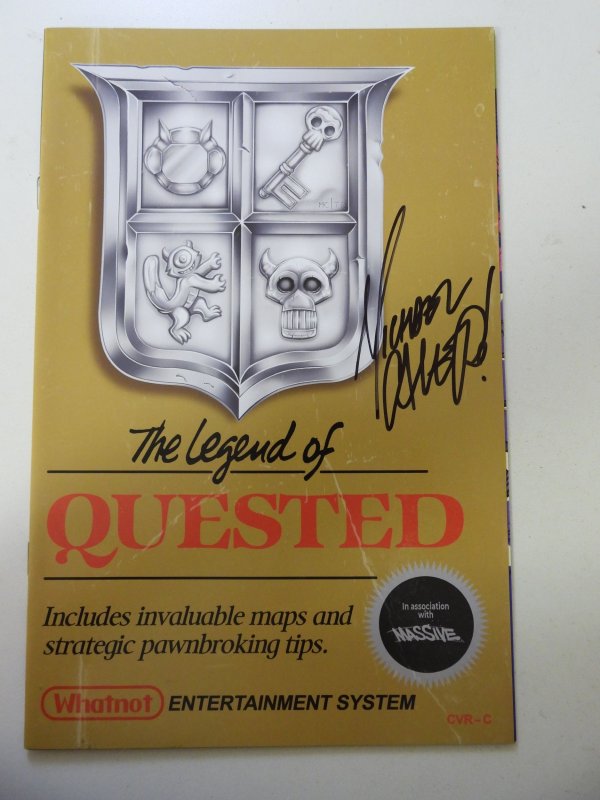 The Legend of
QUESTED
Includes invaluable maps and
strategic pawnbroking tips.
In association
with
MASSIVE
Whatnot ENTERTAINMENT SYSTEM
CVR-C
MICHAEL